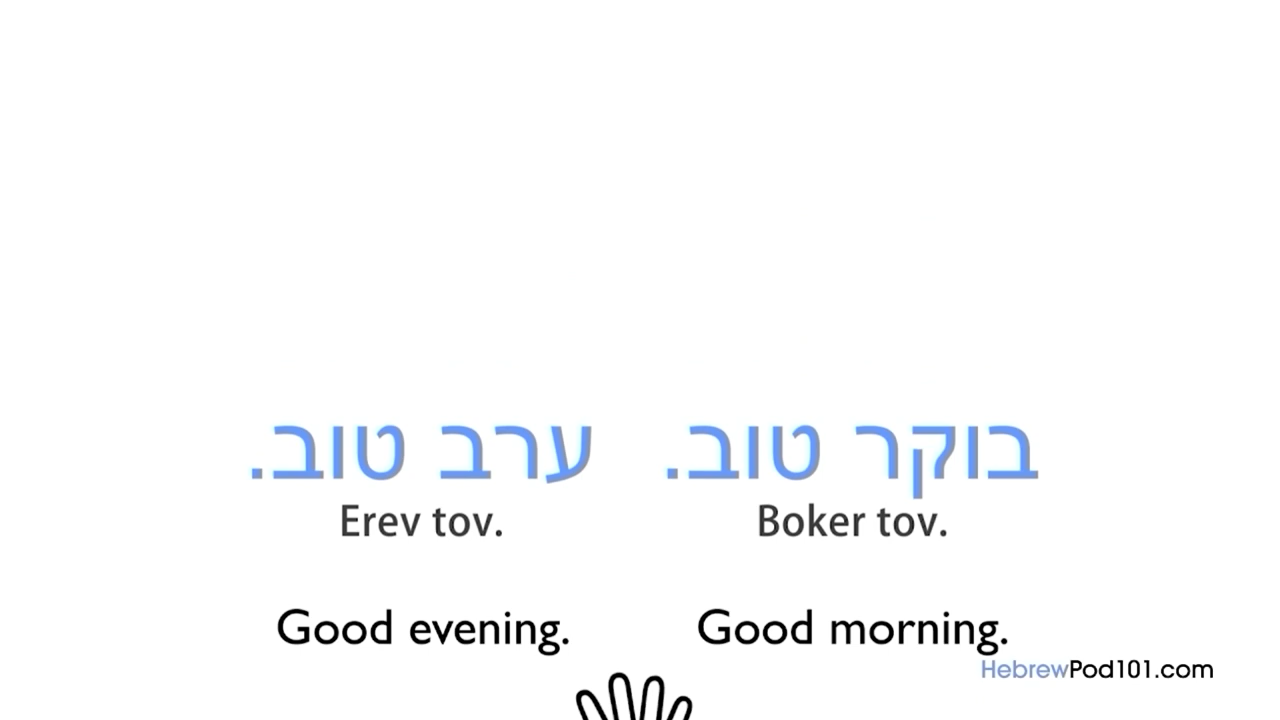 ערב טוב.
Erev tov.
Good evening.
בוקר טוב.
Boker tov.
Good morning.
HebrewPod101.com